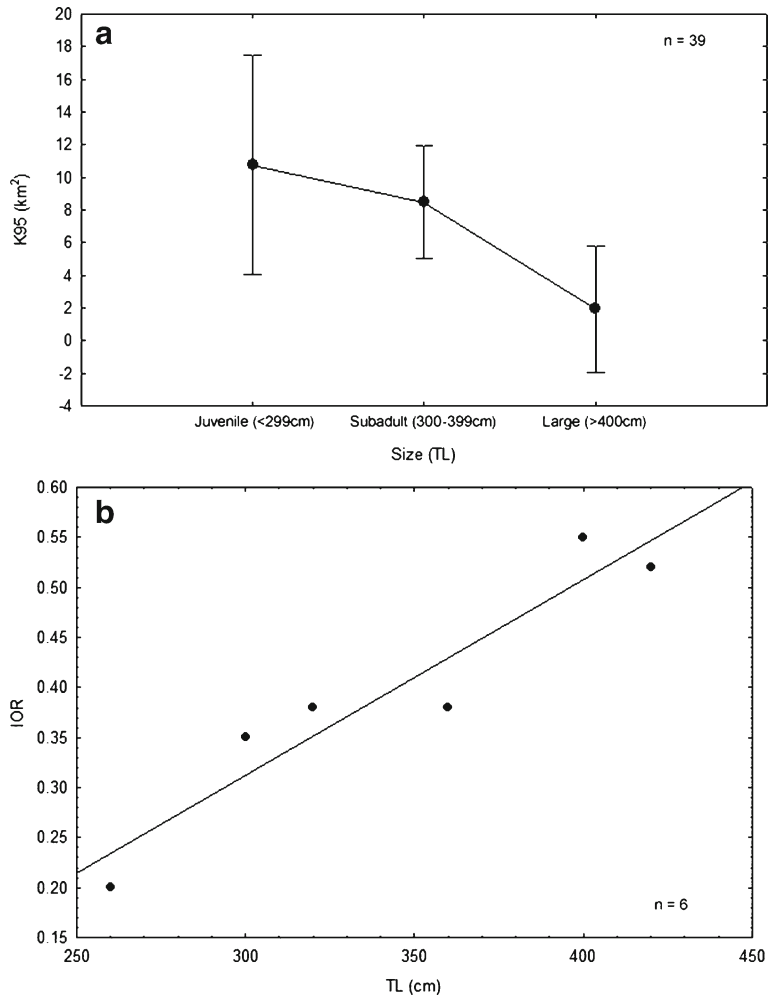 a
n = 39
20
18
16
14
12
10
8
6
4
2
0
-2
-4
K95 (km²)
Juvenile (<299cm) Subadult (300-399cm) Large (>400cm)
Size (TL)
b
0.60
0.55
0.50
0.45
0.40
0.35
0.30
0.25
0.20
0.15
IOR
n = 6
250 300 350 400 450
TL (cm)